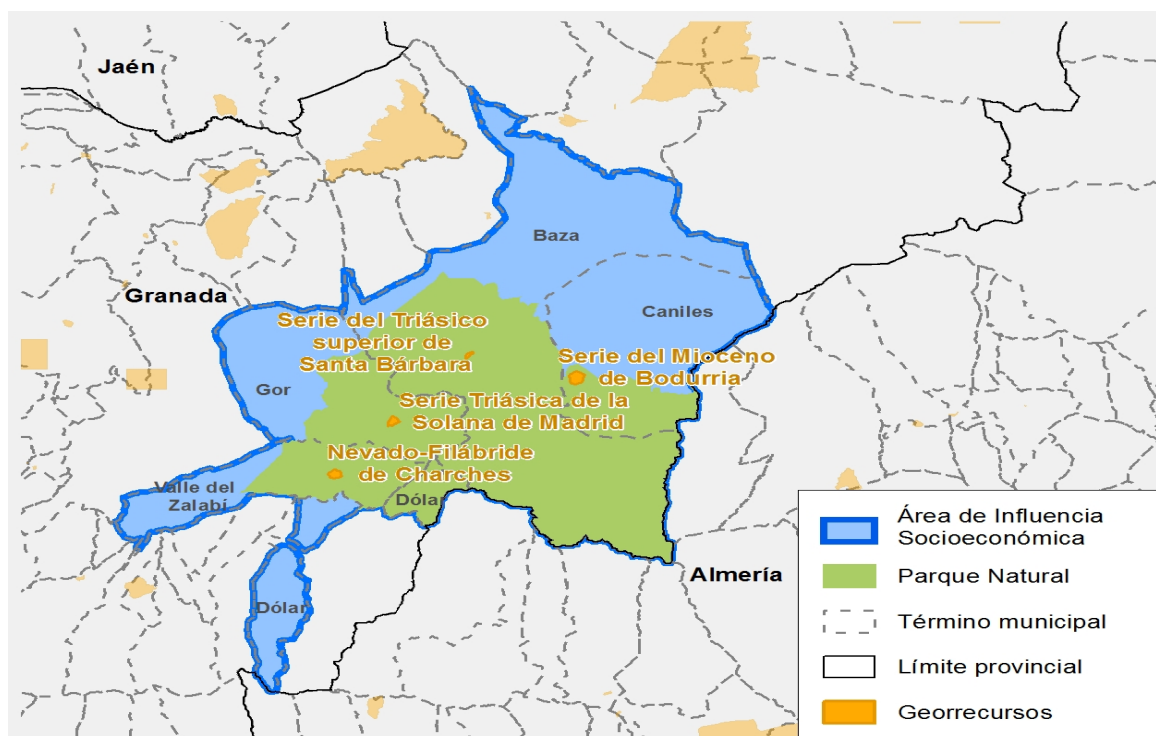 Jaén
Baza
Granada
Caniles
Serie del Triásico
superior de
Santa Bárbara
Serie del Mioceno
de Bodurria
Gor
Serie Triásica de la
Solana de Madrid
Nevado-Filábride
de Charches
Valle del
Zalabí
Dólar
Almería
Dólar
Área de Influencia
Socioeconómica
Parque Natural
Término municipal
Límite provincial
Georrecursos